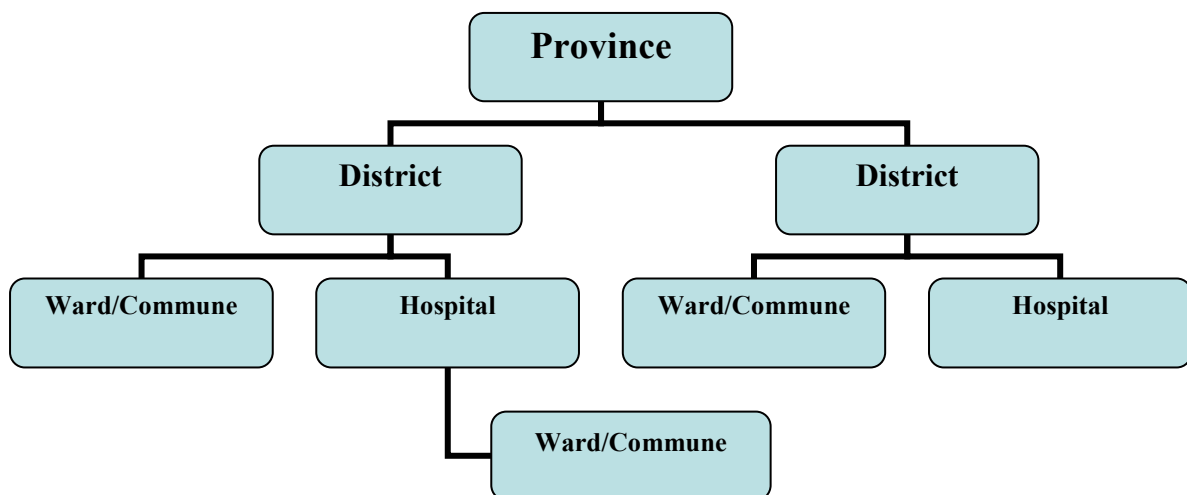 Province
District
District
Ward/Commune
Hospital
Ward/Commune
Hospital
Ward/Commune